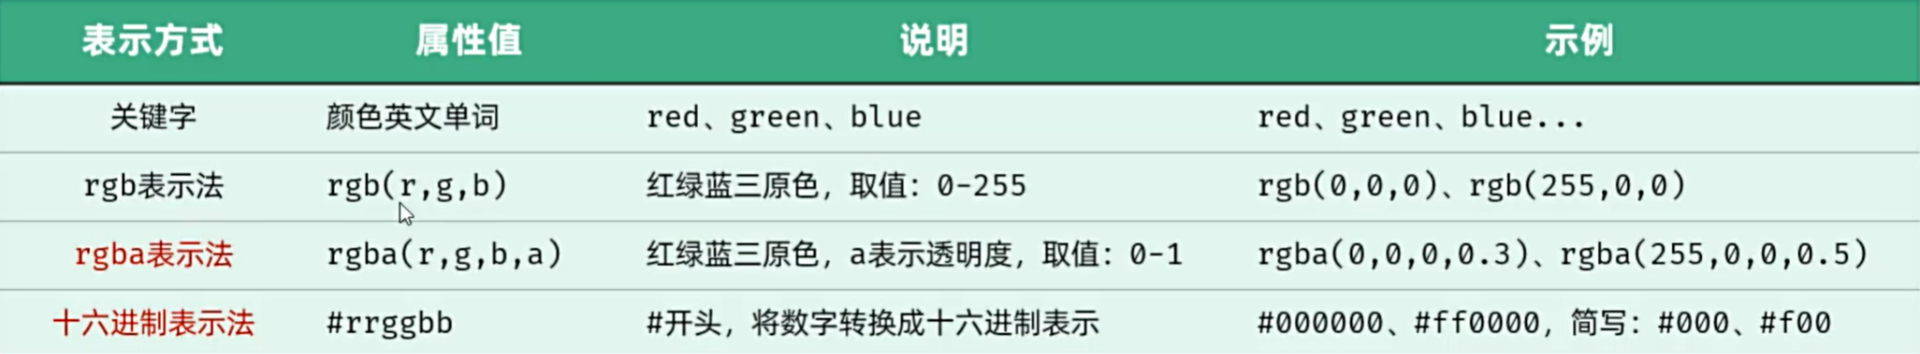 表示方式 属性值 说明 示例
关键字 颜色英文单词 red、green、blue red、green、blue...
rgb表示法 rgb(r,g,b) 红绿蓝三原色，取值：0-255 rgb(0,0,0)、rgb(255,0,0)
rgba表示法 rgba(r,g,b,a) 红绿蓝三原色，a表示透明度，取值：0-1 rgba(0,0,0,0.3)、rgba(255,0,0,0.5)
十六进制表示法 #rrggbb #开头，将数字转换成十六进制表示 #000000、#ff0000，简写：#000、#f00